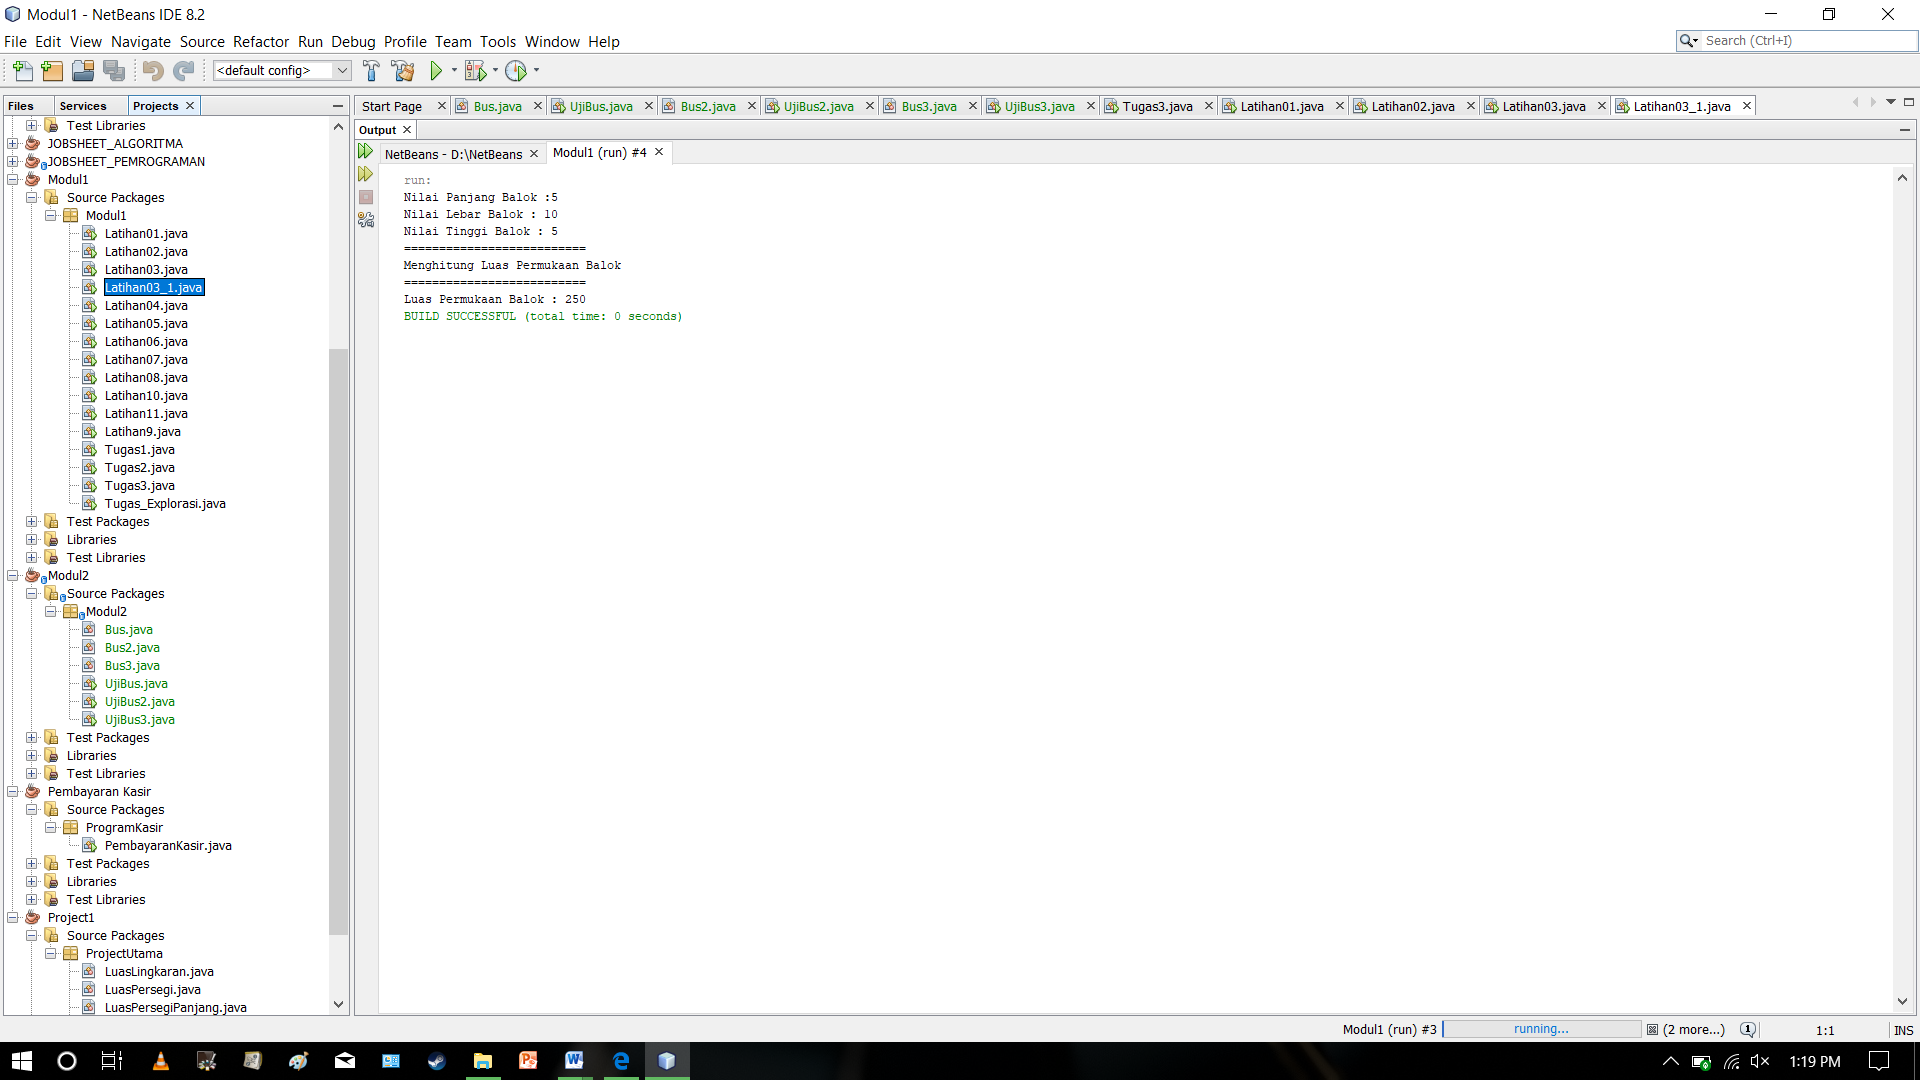 Modul1 - NetBeans IDE 8.2
File Edit View Navigate Source Refactor Run Debug Profile Team Tools Window Help
Search (Ctrl+I)
<default config>
Files Services Projects
Test Libraries
JOBSHEET_ALGORITMA
JOBSHEET_PEMROGRAMAN
Modul1
Source Packages
Modul1
Latihan01.java
Latihan02.java
Latihan03.java
Latihan03_1.java
Latihan04.java
Latihan05.java
Latihan06.java
Latihan07.java
Latihan08.java
Latihan10.java
Latihan11.java
Latihan9.java
Tugas1.java
Tugas2.java
Tugas3.java
Tugas_Explorasi.java
Test Packages
Libraries
Test Libraries
Modul2
Source Packages
Modul2
Bus.java
Bus2.java
Bus3.java
UjiBus.java
UjiBus2.java
UjiBus3.java
Test Packages
Libraries
Test Libraries
Pembayaran Kasir
Source Packages
ProgramKasir
PembayaranKasir.java
Test Packages
Libraries
Test Libraries
Project1
Source Packages
ProjectUtama
LuasLingkaran.java
LuasPersegi.java
LuasPersegiPanjang.java
Start Page Bus.java UjiBus.java Bus2.java UjiBus2.java Bus3.java UjiBus3.java Tugas3.java Latihan01.java Latihan02.java Latihan03.java Latihan03_1.java
Output
NetBeans - D:\NetBeans Modul1 (run) #4
run:
Nilai Panjang Balok :5
Nilai Lebar Balok : 10
Nilai Tinggi Balok : 5
==========================
Menghitung Luas Permukaan Balok
==========================
Luas Permukaan Balok : 250
BUILD SUCCESSFUL (total time: 0 seconds)
Modul1 (run) #3 running... (2 more...) 1:1 INS
1:19 PM